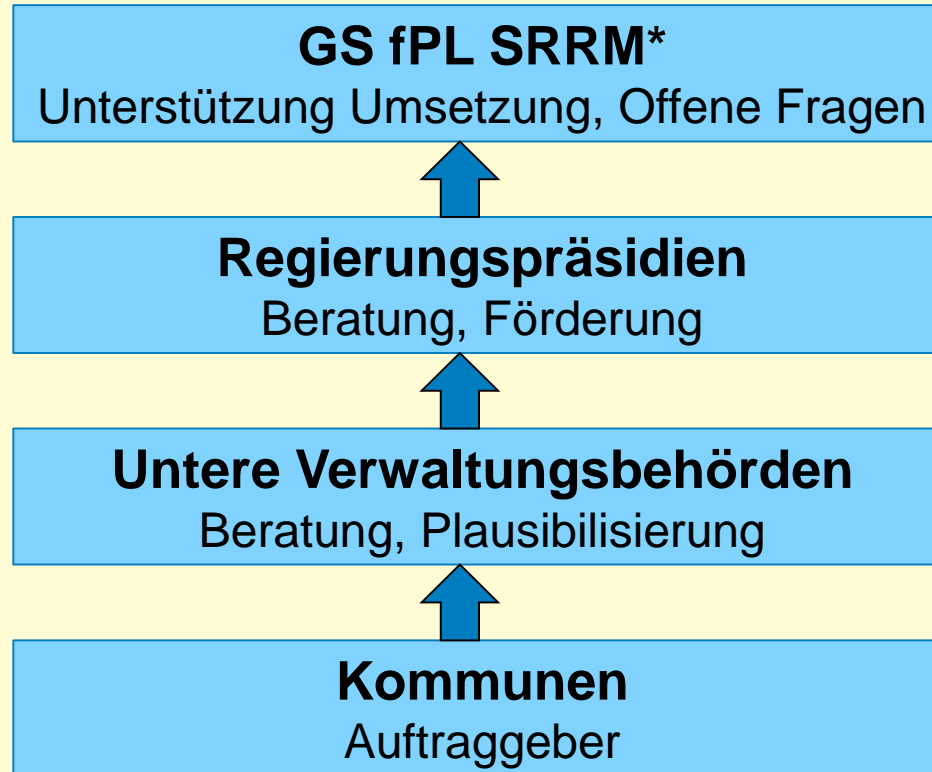 GS fPL SRRM*
Unterstützung Umsetzung, Offene Fragen
Regierungspräsidien
Beratung, Förderung
Untere Verwaltungsbehörden
Beratung, Plausibilisierung
Kommunen
Auftraggeber